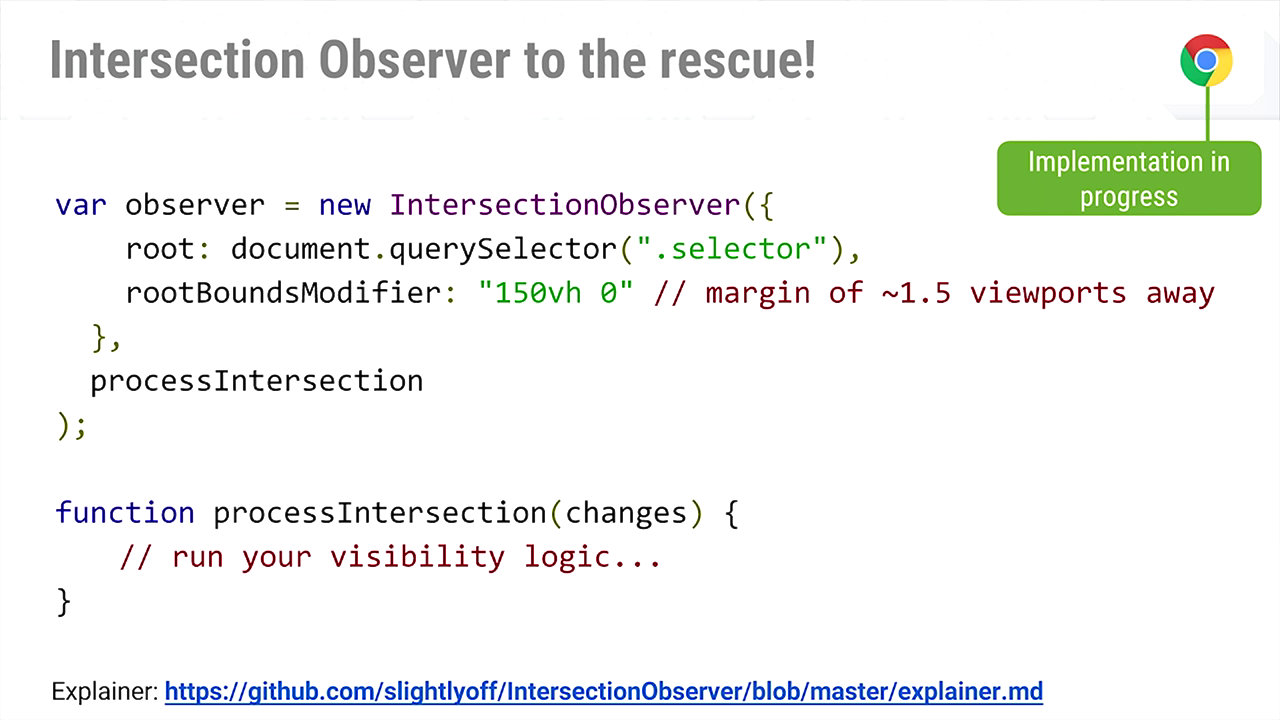 Intersection Observer to the rescue!
Implementation in
progress
var observer = new IntersectionObserver({
    root: document.querySelector(".selector"),
    rootBoundsModifier: "150vh 0" // margin of ~1.5 viewports away
  },
  processIntersection
);
function processIntersection(changes) {
    // run your visibility logic...
}
Explainer: https://github.com/slightlyoff/IntersectionObserver/blob/master/explainer.md